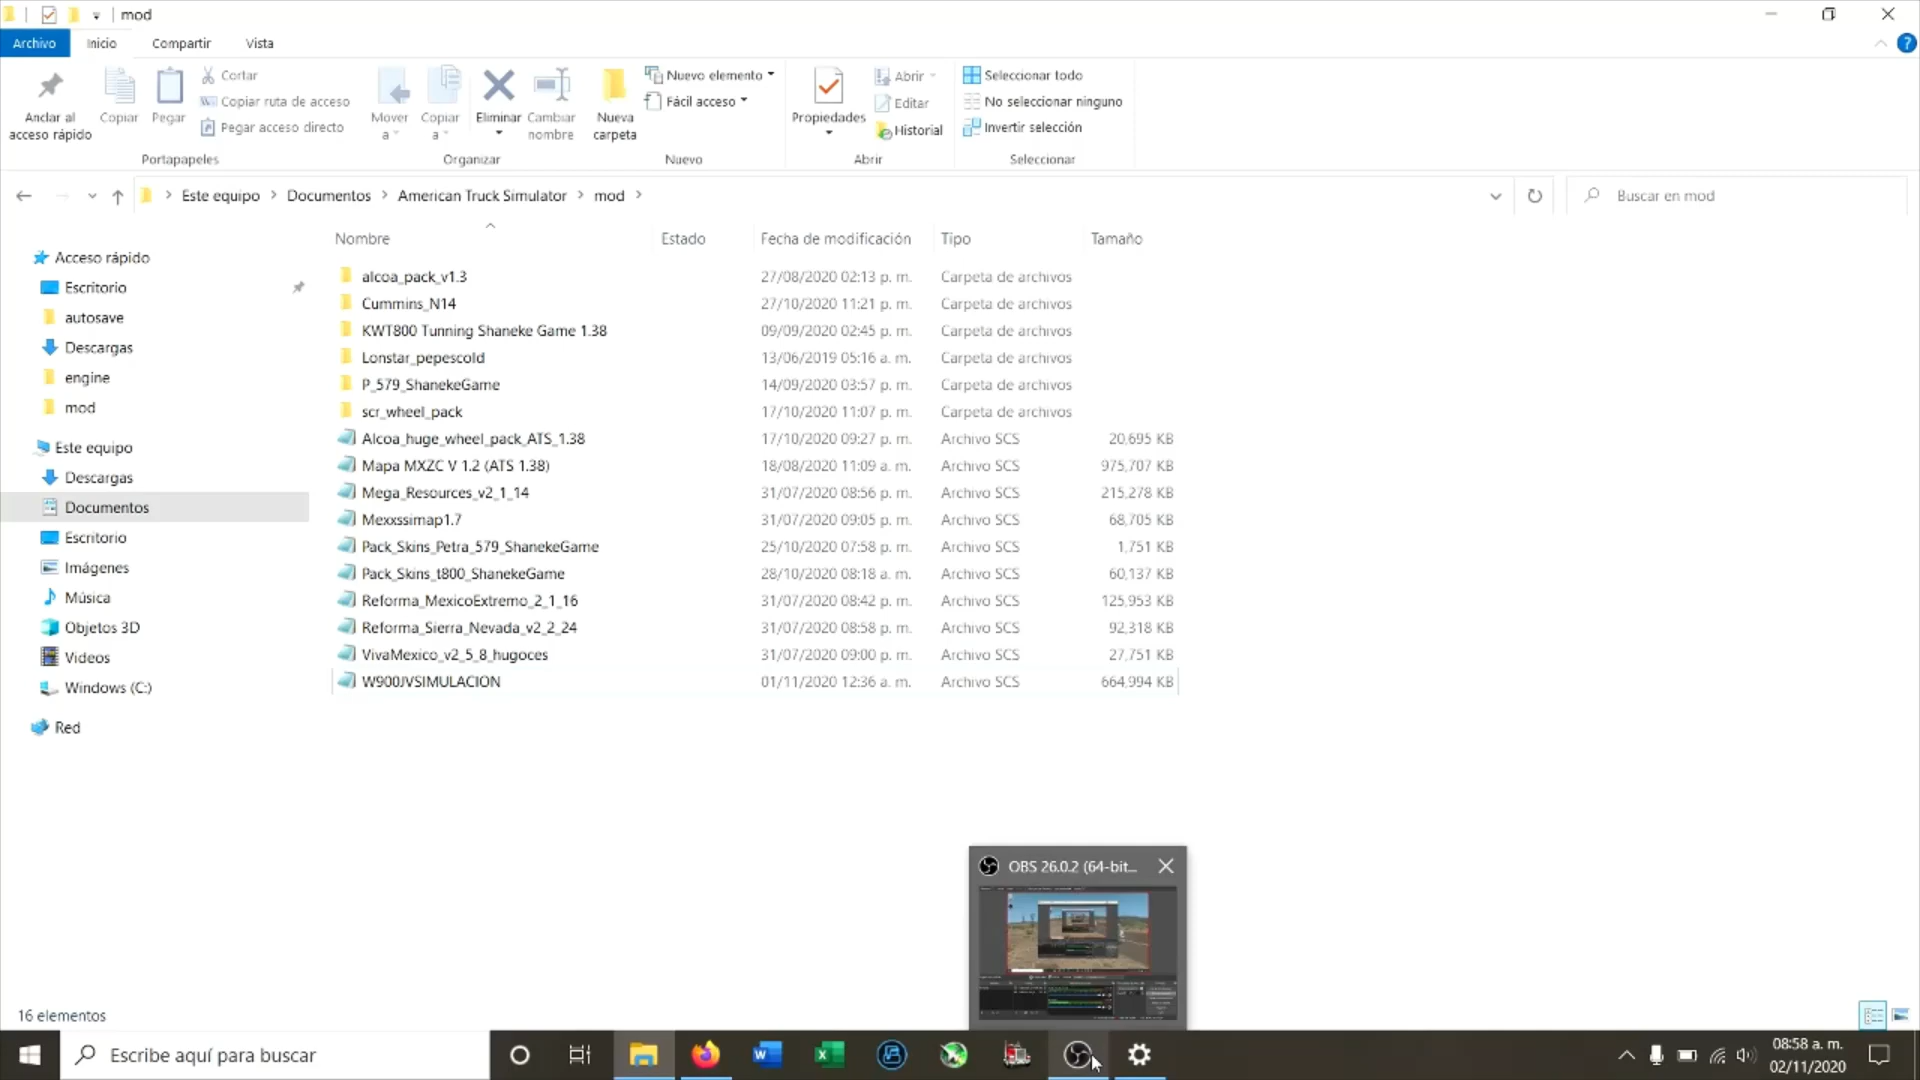 mod
Archivo Inicio Compartir Vista
Anclar al acceso rápido
Copiar
Pegar
Cortar
Copiar ruta de acceso
Pegar acceso directo
Portapapeles
Mover a
Copiar a
Eliminar
Cambiar nombre
Organizar
Nueva carpeta
Nuevo elemento
Fácil acceso
Nuevo
Propiedades
Abrir
Editar
Historial
Abrir
Seleccionar todo
No seleccionar ninguno
Invertir selección
Seleccionar
Este equipo > Documentos > American Truck Simulator > mod >
Buscar en mod
Acceso rápido
Escritorio
autosave
Descargas
engine
mod
Este equipo
Descargas
Documentos
Escritorio
Imágenes
Música
Objetos 3D
Videos
Windows (C:)
Red
Nombre Estado Fecha de modificación Tipo Tamaño
alcoa_pack_v1.3 27/08/2020 02:13 p. m. Carpeta de archivos
Cummins_N14 27/10/2020 11:21 p. m. Carpeta de archivos
KWT800 Tunning Shaneke Game 1.38 09/09/2020 02:45 p. m. Carpeta de archivos
Lonstar_pepescold 13/06/2019 05:16 a. m. Carpeta de archivos
P_579_ShanekeGame 14/09/2020 03:57 p. m. Carpeta de archivos
scr_wheel_pack 17/10/2020 11:07 p. m. Carpeta de archivos
Alcoa_huge_wheel_pack_ATS_1.38 17/10/2020 09:27 p. m. Archivo SCS 20,695 KB
Mapa MXZC V 1.2 (ATS 1.38) 18/08/2020 11:09 a. m. Archivo SCS 975,707 KB
Mega_Resources_v2_1_14 31/07/2020 08:56 p. m. Archivo SCS 215,278 KB
Mexxssimap1.7 31/07/2020 09:05 p. m. Archivo SCS 68,705 KB
Pack_Skins_Petra_579_ShanekeGame 25/10/2020 07:58 p. m. Archivo SCS 1,751 KB
Pack_Skins_t800_ShanekeGame 28/10/2020 08:18 a. m. Archivo SCS 60,137 KB
Reforma_MexicoExtremo_2_1_16 31/07/2020 08:42 p. m. Archivo SCS 125,953 KB
Reforma_Sierra_Nevada_v2_2_24 31/07/2020 08:58 p. m. Archivo SCS 92,318 KB
VivaMexico_v2_5_8_hugoces 31/07/2020 09:00 p. m. Archivo SCS 27,751 KB
W900JVSIMULACION 01/11/2020 12:36 a. m. Archivo SCS 664,994 KB
OBS 26.0.2 (64-bit...
16 elementos
Escribe aquí para buscar
08:58 a. m.
02/11/2020